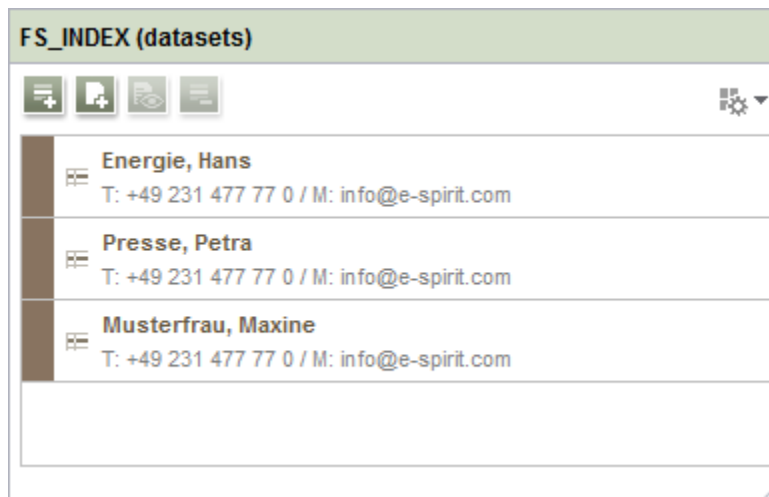 FS_INDEX (datasets)
Energie, Hans
T: +49 231 477 77 0 / M: info@e-spirit.com
Presse, Petra
T: +49 231 477 77 0 / M: info@e-spirit.com
Musterfrau, Maxine
T: +49 231 477 77 0 / M: info@e-spirit.com